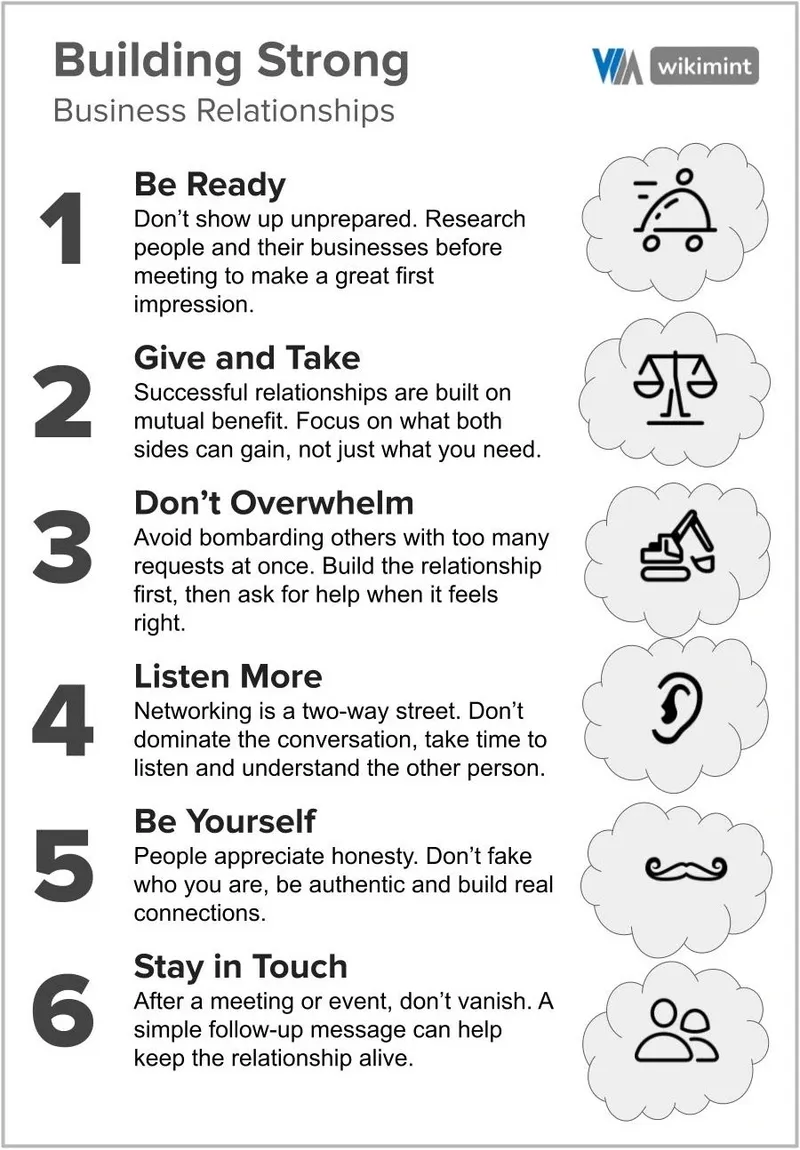 Building Strong
Business Relationships
WA wikimint
1
Be Ready
Don’t show up unprepared. Research
people and their businesses before
meeting to make a great first
impression.
2
Give and Take
Successful relationships are built on
mutual benefit. Focus on what both
sides can gain, not just what you need.
3
Don’t Overwhelm
Avoid bombarding others with too many
requests at once. Build the relationship
first, then ask for help when it feels
right.
4
Listen More
Networking is a two-way street. Don’t
dominate the conversation, take time to
listen and understand the other person.
5
Be Yourself
People appreciate honesty. Don’t fake
who you are, be authentic and build real
connections.
6
Stay in Touch
After a meeting or event, don’t vanish. A
simple follow-up message can help
keep the relationship alive.